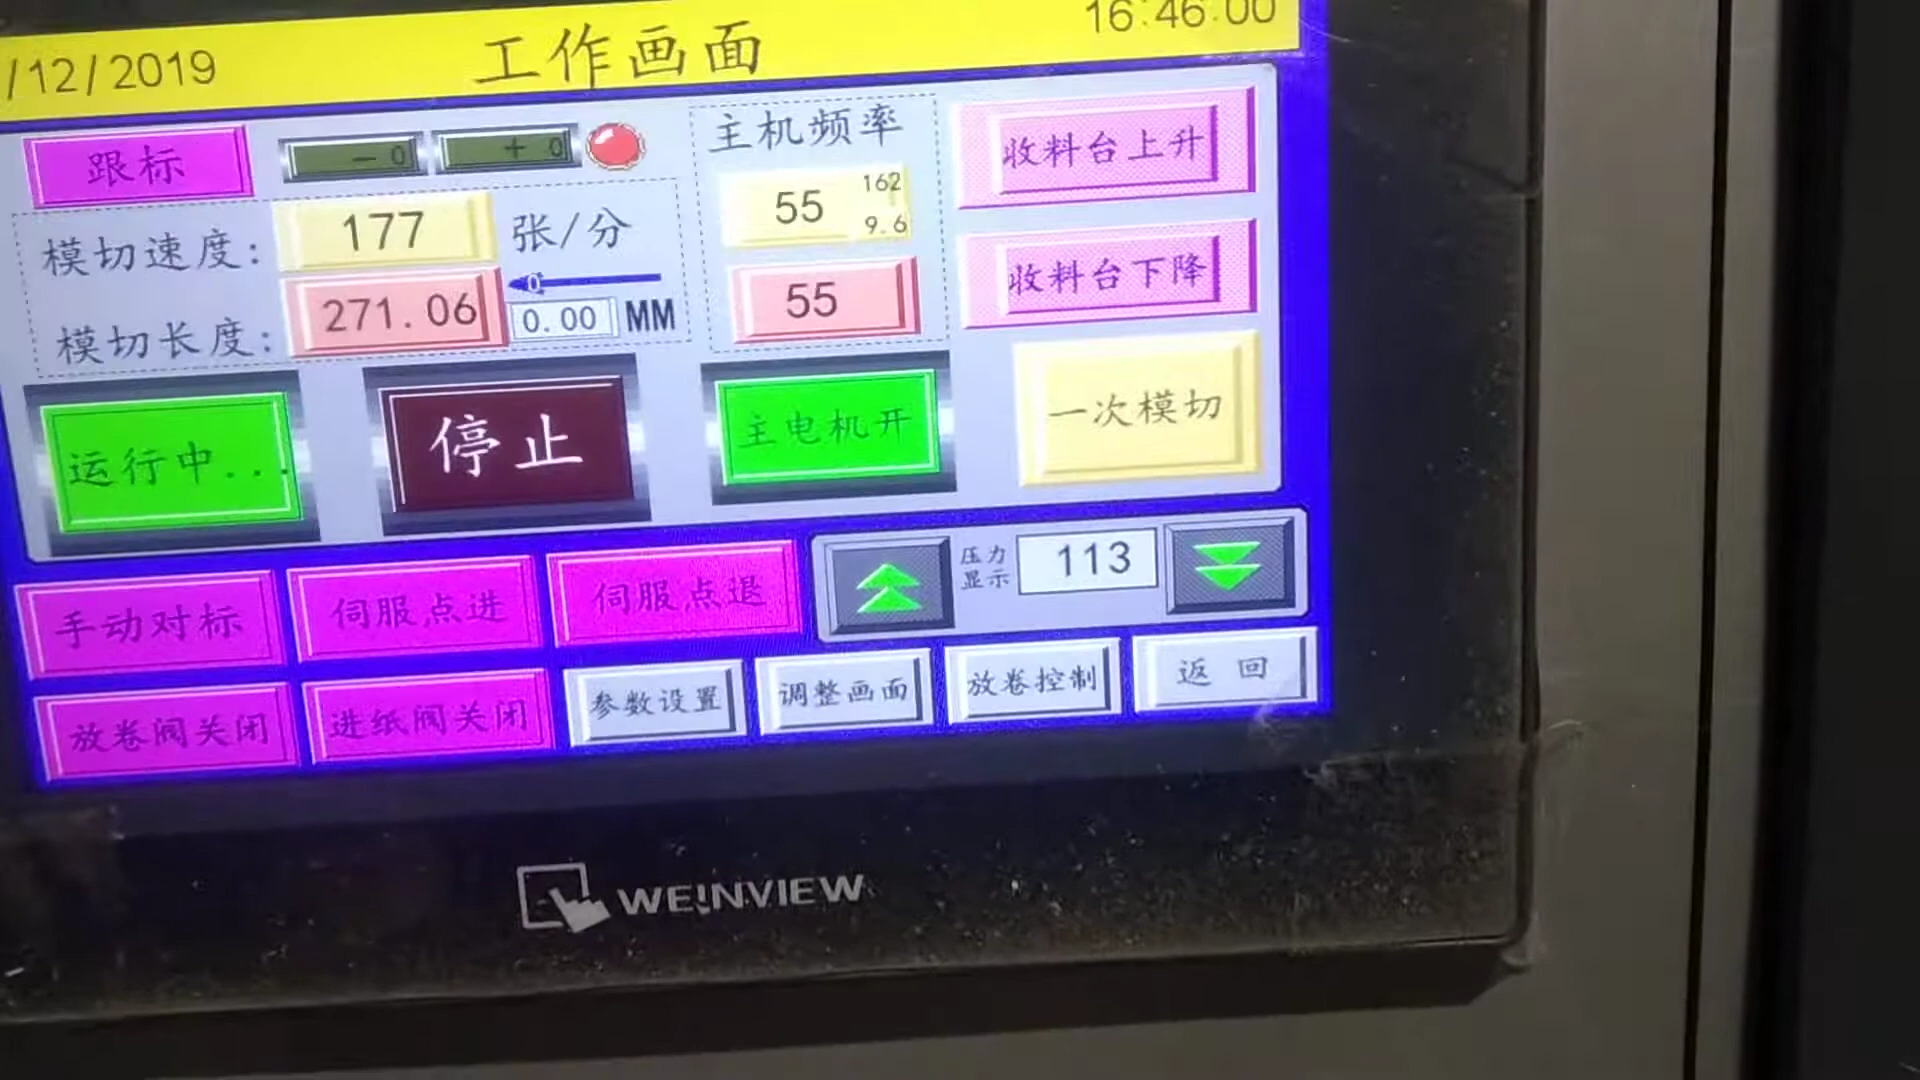 /12/2019 工作画面 16:46:00
跟标 - 0 + 0 主机频率 收料台上升
模切速度: 177 张/分 55 162 9.6
模切长度: 271.06 0 0.00 MM 55 收料台下降
运行中... 停止 主电机开 一次模切
手动对标 伺服点进 伺服点退 压力显示 113
放卷阀关闭 进纸阀关闭 参数设置 调整画面 放卷控制 返回
WEINVIEW